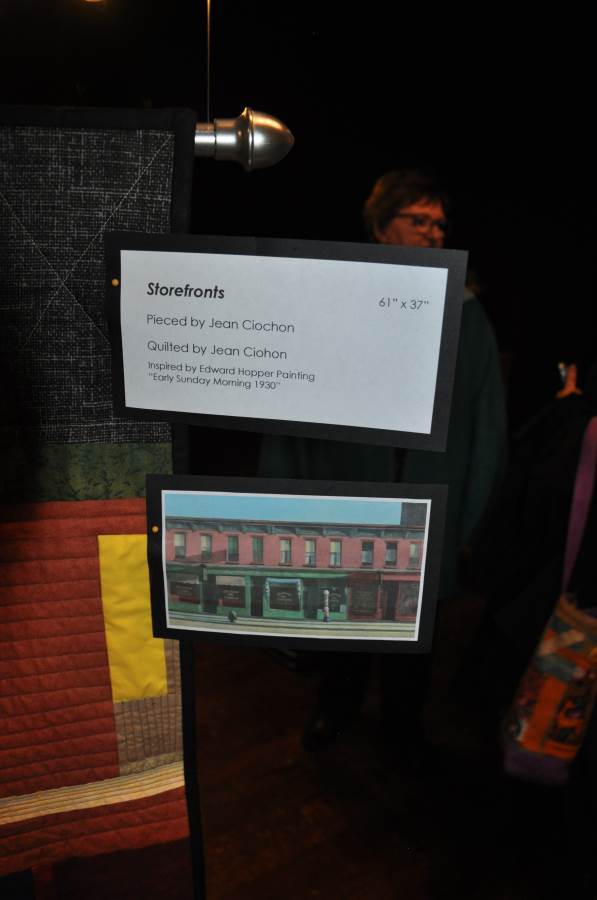 Storefronts
61” x 37”
Pieced by Jean Ciochon
Quilted by Jean Ciohon
Inspired by Edward Hopper Painting
“Early Sunday Morning 1930”